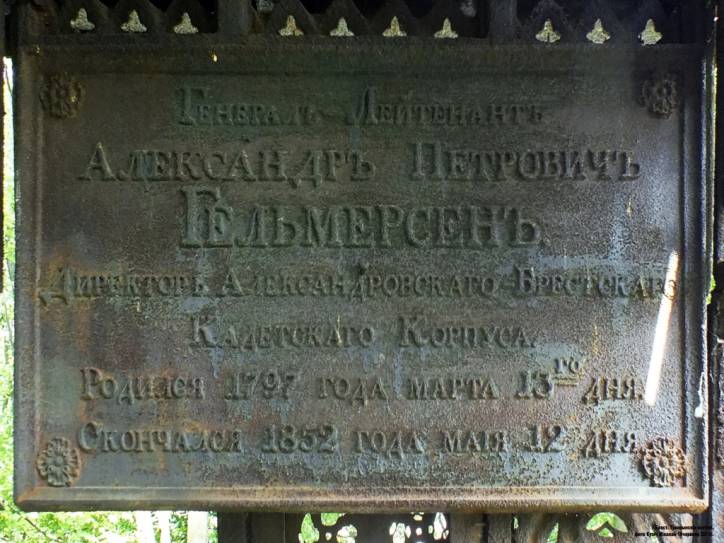 Генералъ-Лейтенантъ
Александръ Петровичъ
Гельмерсенъ.
Директоръ Александровскаго-Брестскаго
Кадетскаго Корпуса.
Родился 1797 года марта 13го дня.
Скончался 1852 года маія 12 дня.